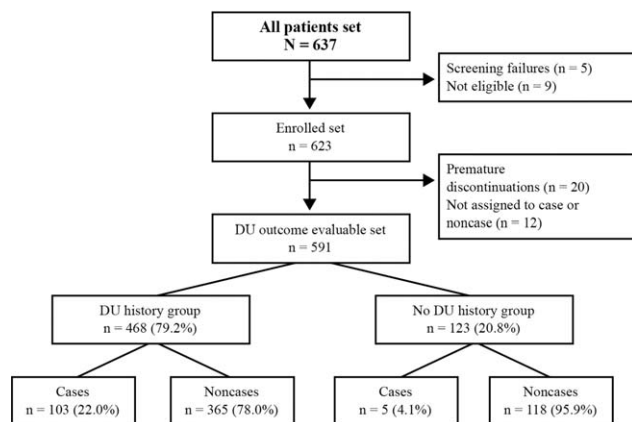 All patients set
N = 637
Screening failures (n = 5)
Not eligible (n = 9)
Enrolled set
n = 623
Premature
discontinuations (n = 20)
Not assigned to case or
noncase (n = 12)
DU outcome evaluable set
n = 591
DU history group
n = 468 (79.2%)
No DU history group
n = 123 (20.8%)
Cases
n = 103 (22.0%)
Noncases
n = 365 (78.0%)
Cases
n = 5 (4.1%)
Noncases
n = 118 (95.9%)